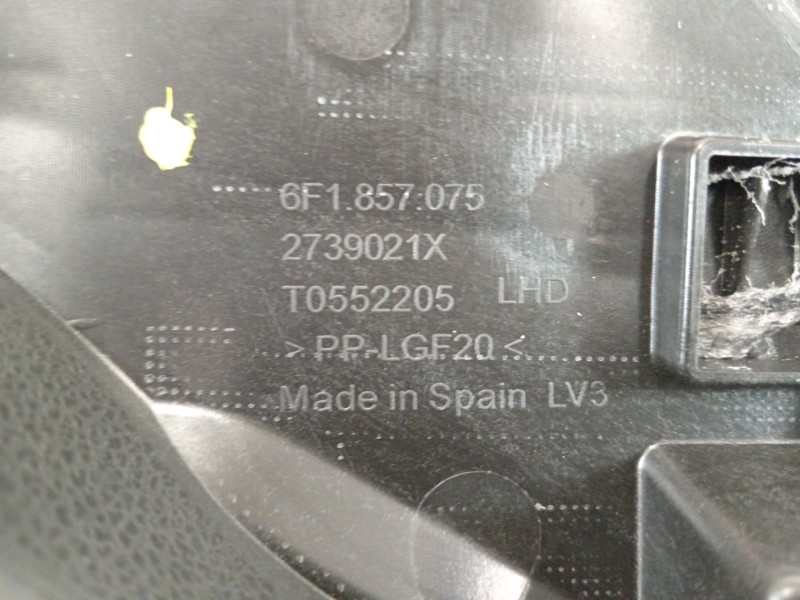 6F1.857.075
2739021X
T0552205 LHD
>PP-LGF20<
Made in Spain LV3